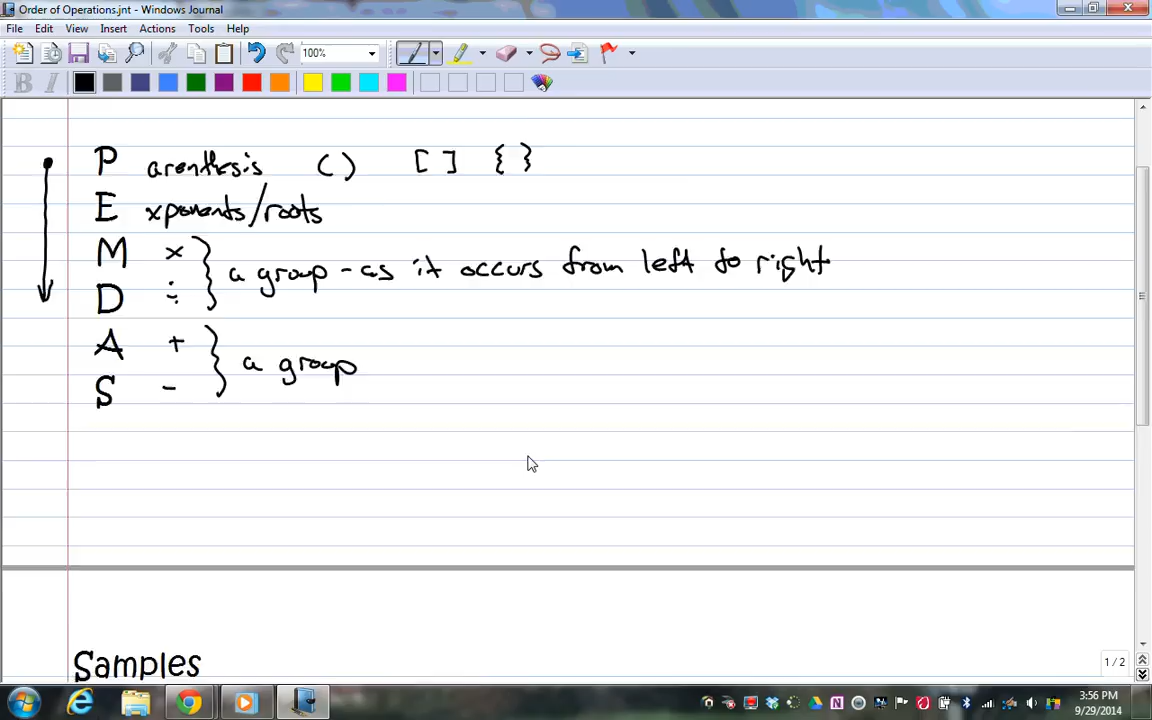 Order of Operations.jnt - Windows Journal
File Edit View Insert Actions Tools Help
100%
B I
P arenthesis ( ) [ ] { }
E xponents/roots
M ×
a group - as it occurs from left to right
D ÷
A +
a group
S -
Samples
1 / 2
3:56 PM
9/29/2014